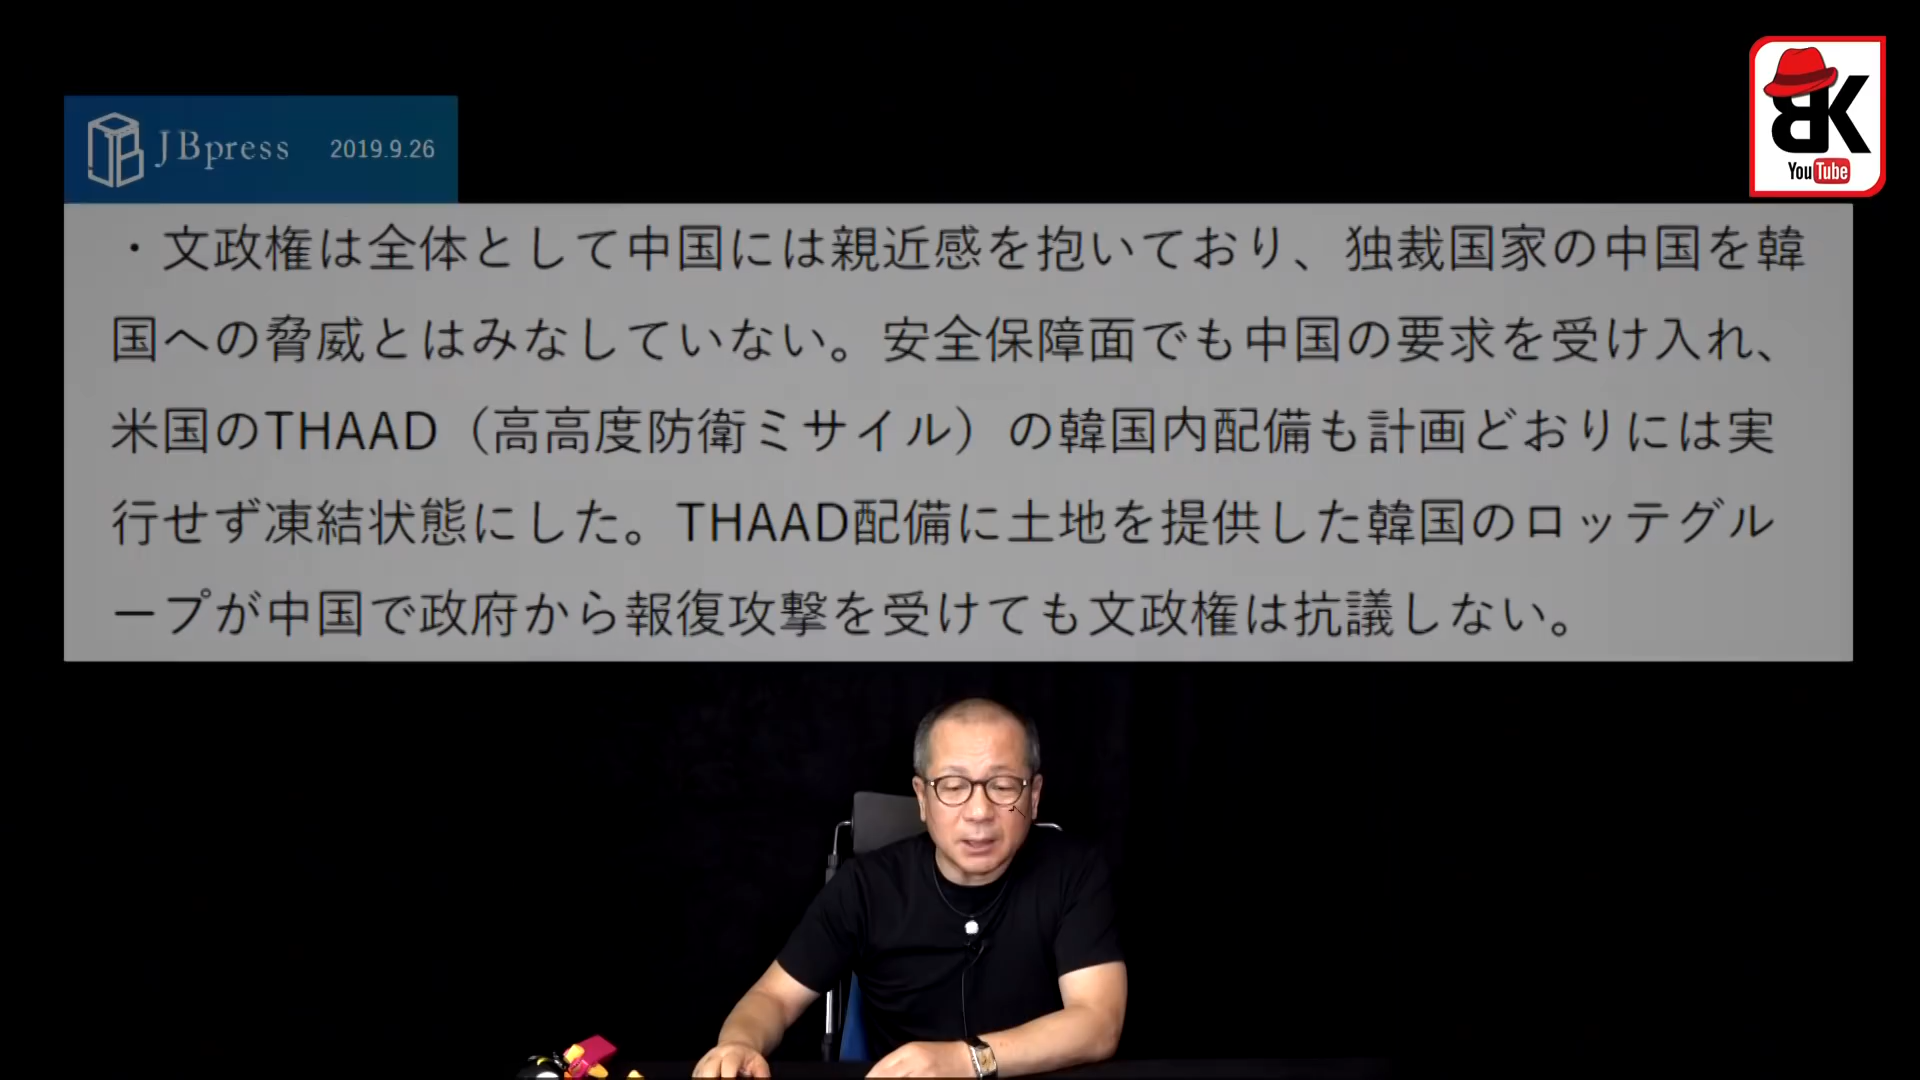 JBpress 2019.9.26
BK
YouTube
・文政権は全体として中国には親近感を抱いており、独裁国家の中国を韓
国への脅威とはみなしていない。安全保障面でも中国の要求を受け入れ、
米国のTHAAD（高高度防衛ミサイル）の韓国内配備も計画どおりには実
行せず凍結状態にした。THAAD配備に土地を提供した韓国のロッテグル
ープが中国で政府から報復攻撃を受けても文政権は抗議しない。